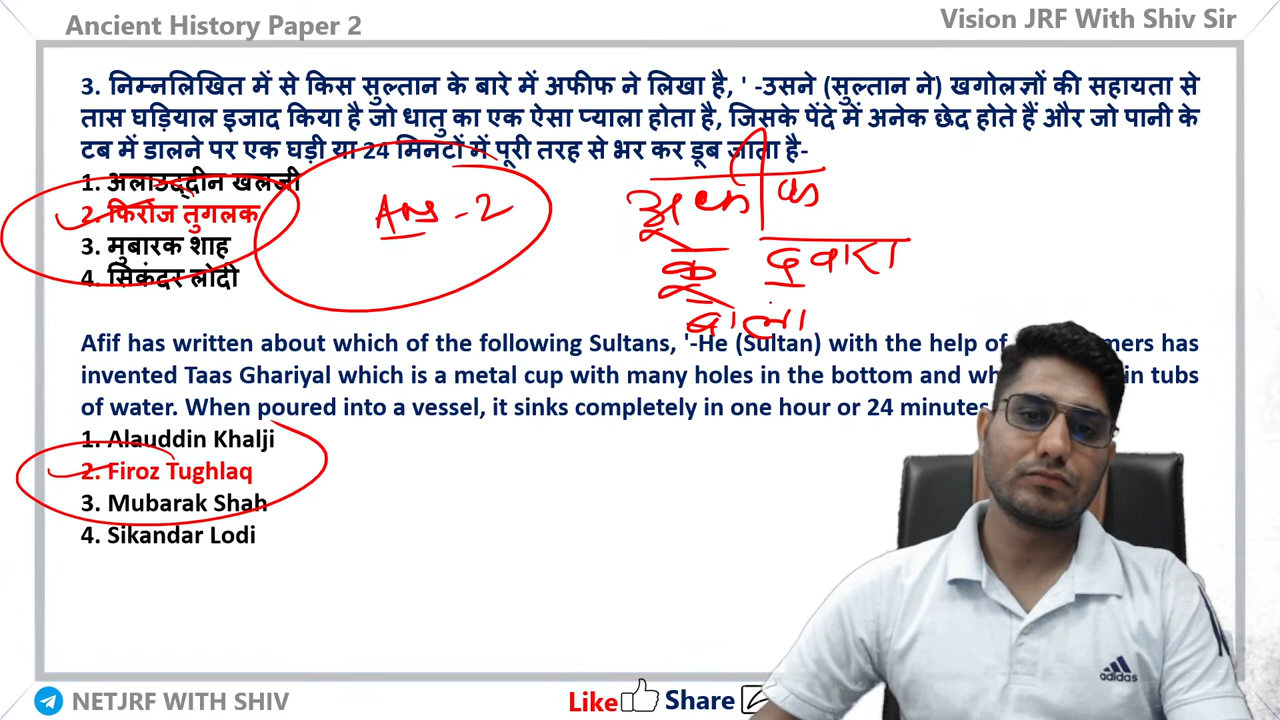 Ancient History Paper 2
Vision JRF With Shiv Sir
3. निम्नलिखित में से किस सुल्तान के बारे में अफीफ ने लिखा है, ' -उसने (सुल्तान ने) खगोलज्ञों की सहायता से
तास घड़ियाल इजाद किया है जो धातु का एक ऐसा प्याला होता है, जिसके पेंदे में अनेक छेद होते हैं और जो पानी के
टब में डालने पर एक घड़ी या 24 मिनटों में पूरी तरह से भर कर डूब जाता है-
1. अलाउद्दीन खलजी
2. फिरोज तुगलक
3. मुबारक शाह
4. सिकंदर लोदी
Ans - 2
अफीफ
के द्वारा
Afif has written about which of the following Sultans, '-He (Sultan) with the help of
invented Taas Ghariyal which is a metal cup with many holes in the bottom and in tubs
of water. When poured into a vessel, it sinks completely in one hour or 24 minutes
1. Alauddin Khalji
2. Firoz Tughlaq
3. Mubarak Shah
4. Sikandar Lodi
adidas
NETJRF WITH SHIV
Like Share